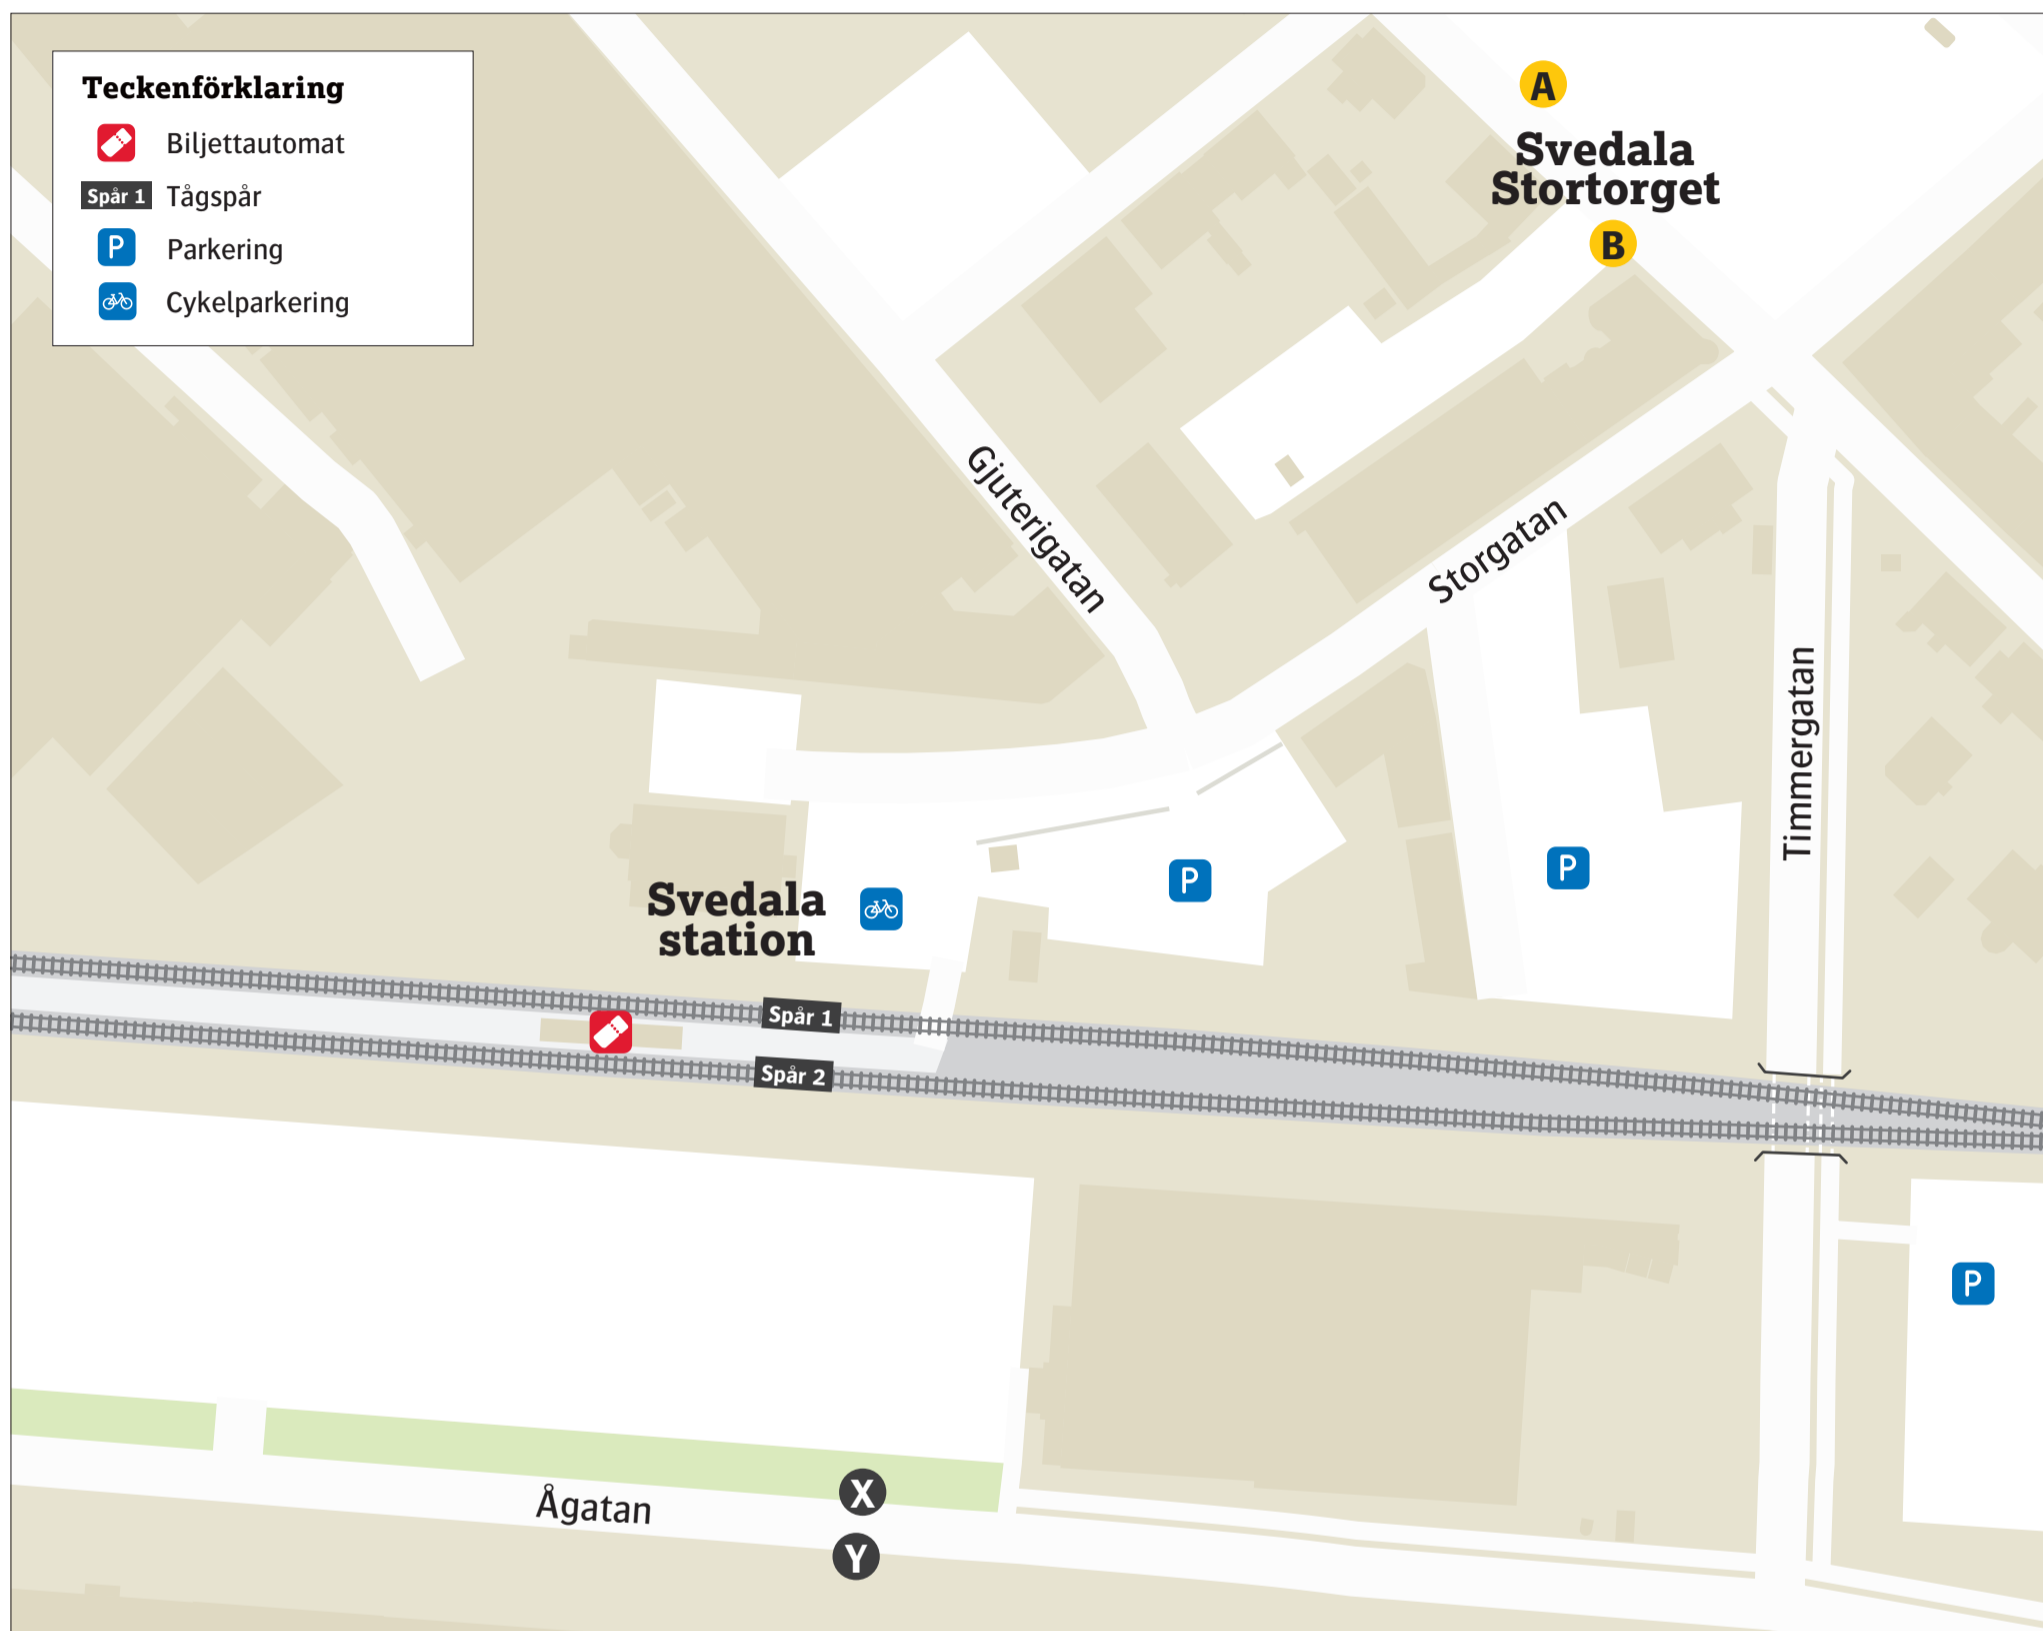 Teckenförklaring
Biljettautomat
Spår 1 Tågspår
P Parkering
Cykelparkering
A
Svedala
Stortorget
B
Gjuterigatan
Storgatan
Timmergatan
P
P
Svedala
station
Spår 1
Spår 2
P
X
Ågatan
Y